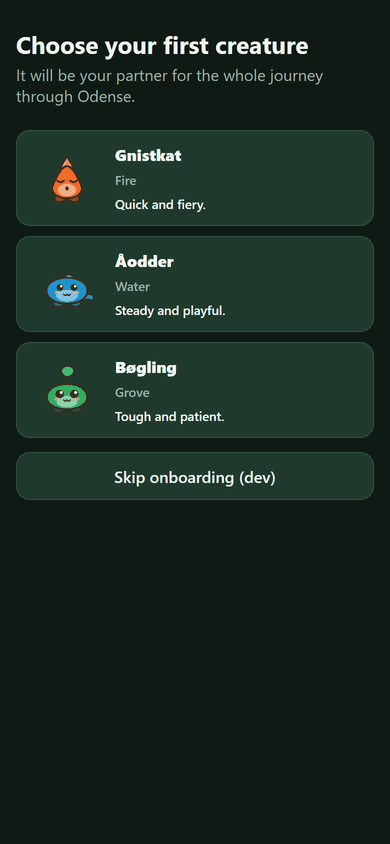 Choose your first creature
It will be your partner for the whole journey
through Odense.
Gnistkat
Fire
Quick and fiery.
Åodder
Water
Steady and playful.
Bøgling
Grove
Tough and patient.
Skip onboarding (dev)